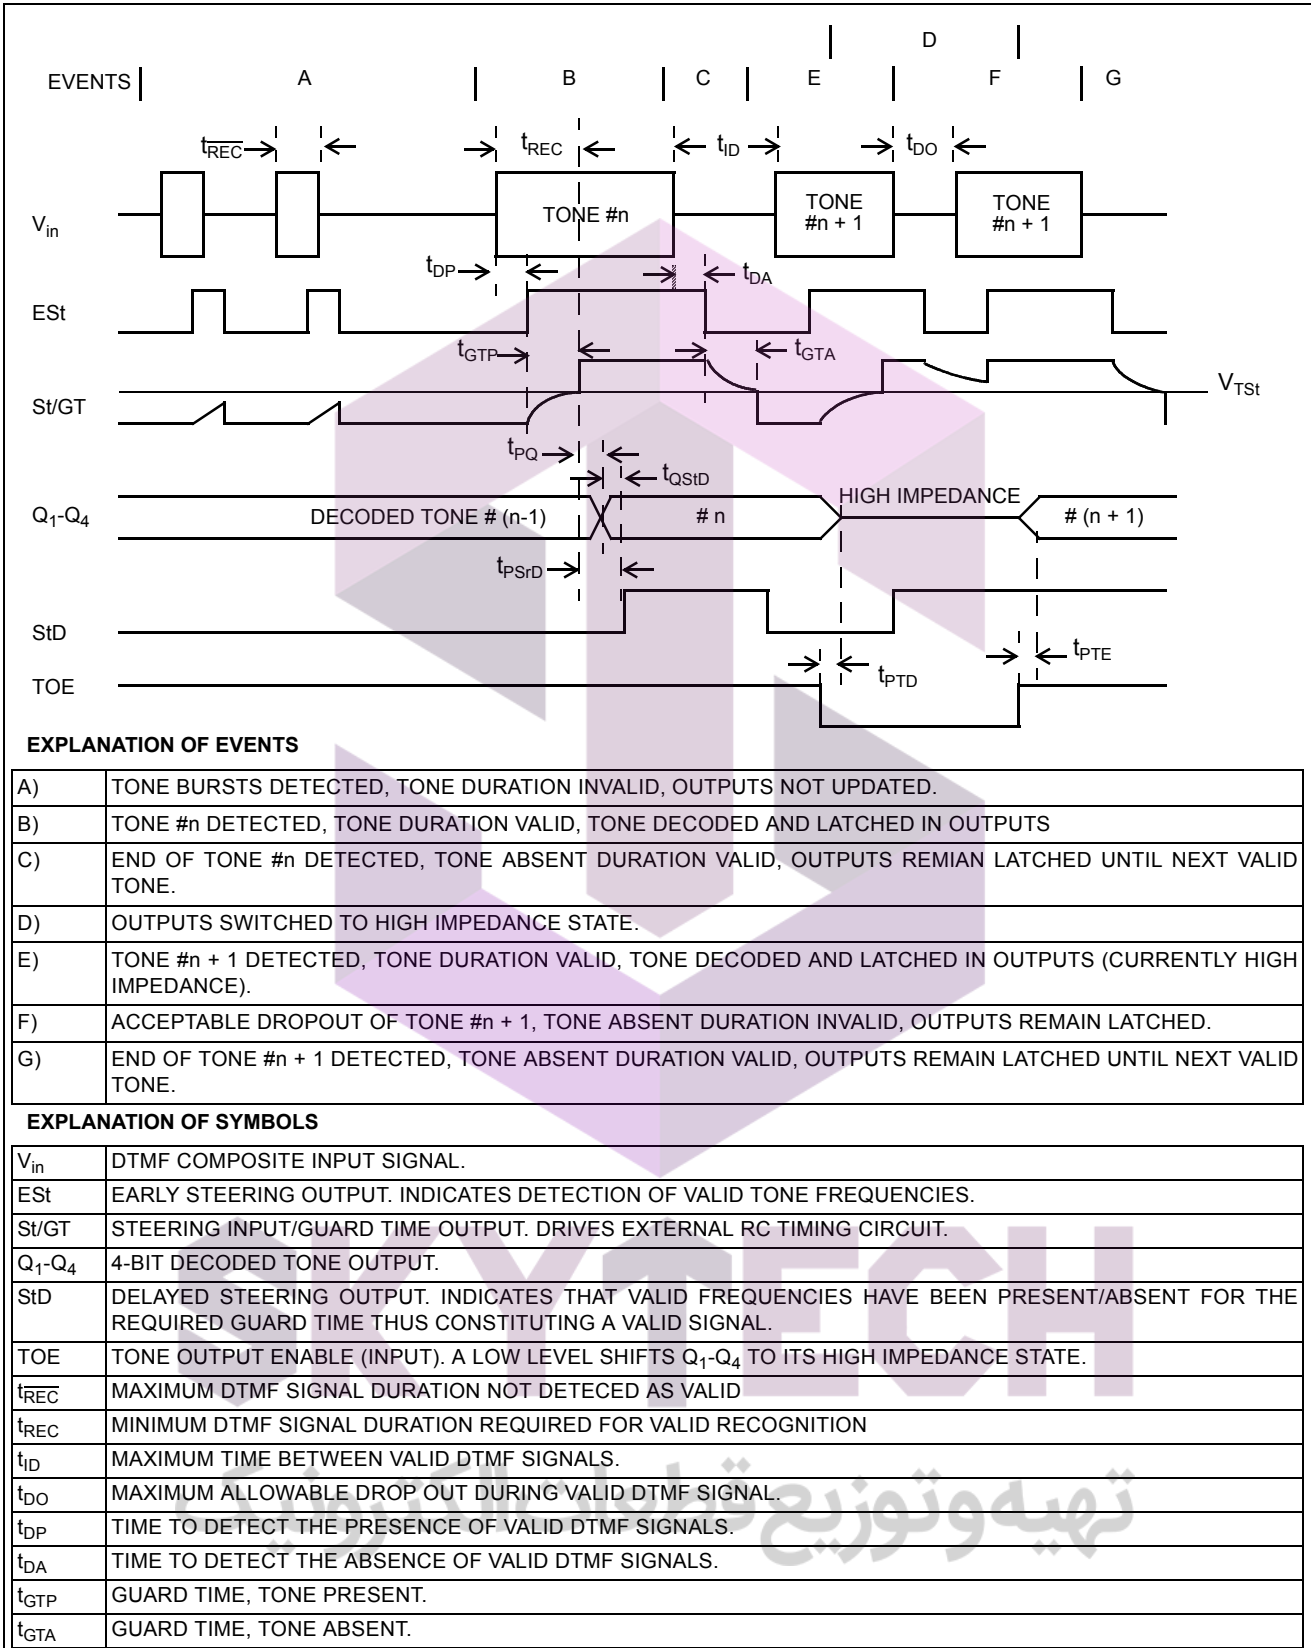 D
EVENTS A B C E F G
tREC tREC tID tDO
Vin TONE #n TONE #n + 1 TONE #n + 1
tDP tDA
ESt
tGTP tGTA
St/GT VTSt
tPQ
tQStD
Q1-Q4 DECODED TONE # (n-1) # n HIGH IMPEDANCE # (n + 1)
tPSrD
StD
tPTD tPTE
TOE
EXPLANATION OF EVENTS
A) TONE BURSTS DETECTED, TONE DURATION INVALID, OUTPUTS NOT UPDATED.
B) TONE #n DETECTED, TONE DURATION VALID, TONE DECODED AND LATCHED IN OUTPUTS
C) END OF TONE #n DETECTED, TONE ABSENT DURATION VALID, OUTPUTS REMIAN LATCHED UNTIL NEXT VALID
TONE.
D) OUTPUTS SWITCHED TO HIGH IMPEDANCE STATE.
E) TONE #n + 1 DETECTED, TONE DURATION VALID, TONE DECODED AND LATCHED IN OUTPUTS (CURRENTLY HIGH
IMPEDANCE).
F) ACCEPTABLE DROPOUT OF TONE #n + 1, TONE ABSENT DURATION INVALID, OUTPUTS REMAIN LATCHED.
G) END OF TONE #n + 1 DETECTED, TONE ABSENT DURATION VALID, OUTPUTS REMAIN LATCHED UNTIL NEXT VALID
TONE.
EXPLANATION OF SYMBOLS
Vin DTMF COMPOSITE INPUT SIGNAL.
ESt EARLY STEERING OUTPUT. INDICATES DETECTION OF VALID TONE FREQUENCIES.
St/GT STEERING INPUT/GUARD TIME OUTPUT. DRIVES EXTERNAL RC TIMING CIRCUIT.
Q1-Q4 4-BIT DECODED TONE OUTPUT.
StD DELAYED STEERING OUTPUT. INDICATES THAT VALID FREQUENCIES HAVE BEEN PRESENT/ABSENT FOR THE
REQUIRED GUARD TIME THUS CONSTITUTING A VALID SIGNAL.
TOE TONE OUTPUT ENABLE (INPUT). A LOW LEVEL SHIFTS Q1-Q4 TO ITS HIGH IMPEDANCE STATE.
tREC MAXIMUM DTMF SIGNAL DURATION NOT DETECED AS VALID
tREC MINIMUM DTMF SIGNAL DURATION REQUIRED FOR VALID RECOGNITION
tID MAXIMUM TIME BETWEEN VALID DTMF SIGNALS.
tDO MAXIMUM ALLOWABLE DROP OUT DURING VALID DTMF SIGNAL.
tDP TIME TO DETECT THE PRESENCE OF VALID DTMF SIGNALS.
tDA TIME TO DETECT THE ABSENCE OF VALID DTMF SIGNALS.
tGTP GUARD TIME, TONE PRESENT.
tGTA GUARD TIME, TONE ABSENT.
SKYTECH
تهیه و توزیع قطعات الکترونیک